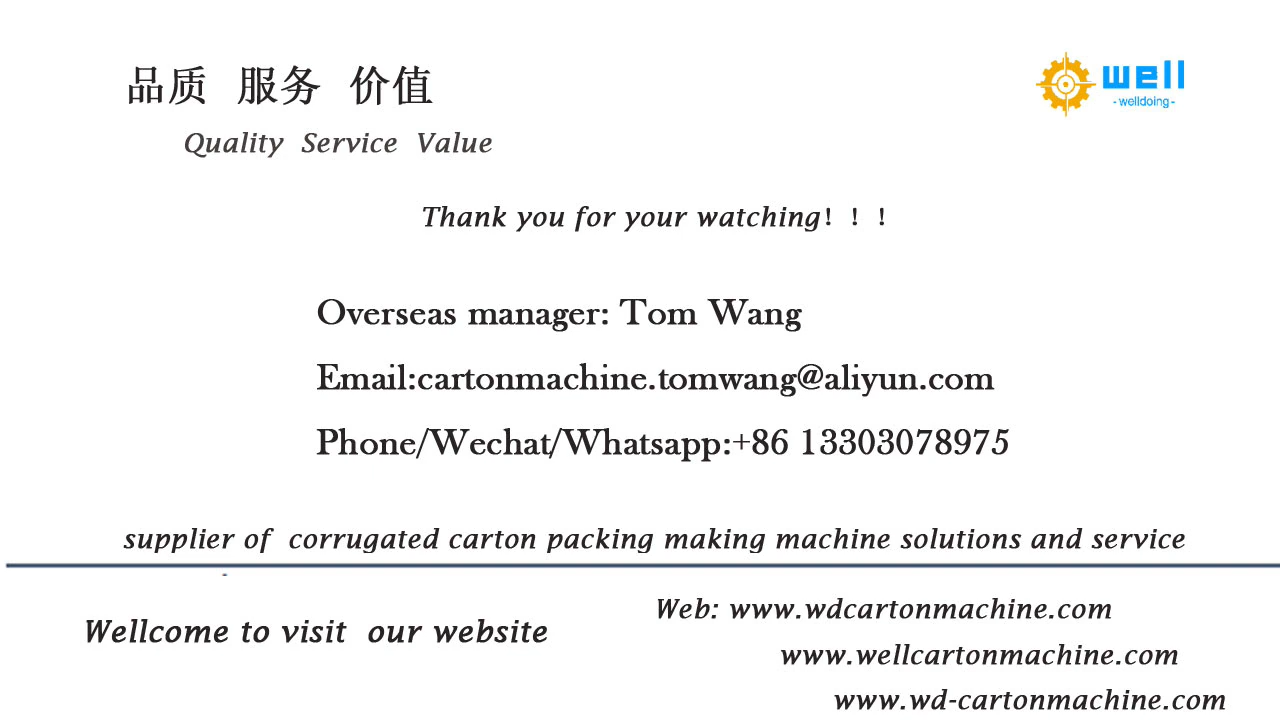 品质 服务 价值
well
-welldoing-
Quality Service Value
Thank you for your watching！！！
Overseas manager: Tom Wang
Email:cartonmachine.tomwang@aliyun.com
Phone/Wechat/Whatsapp:+86 13303078975
supplier of corrugated carton packing making machine solutions and service
Wellcome to visit our website
Web: www.wdcartonmachine.com
www.wellcartonmachine.com
www.wd-cartonmachine.com